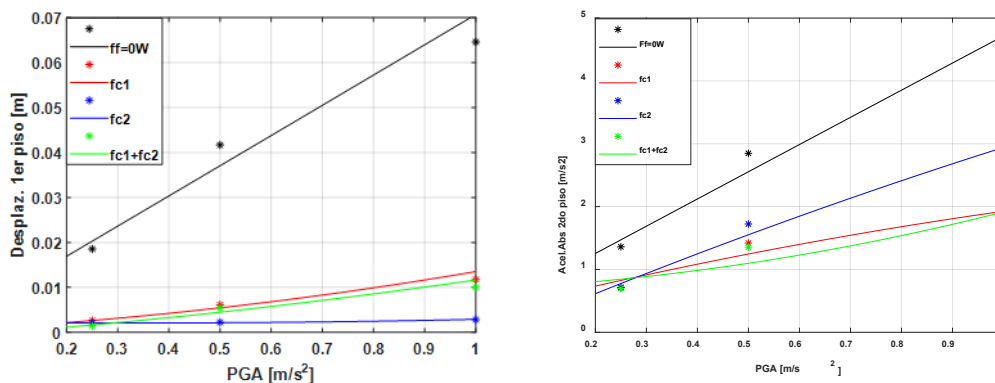 0.07
0.06
0.05
0.04
0.03
0.02
0.01
0
Desplaz. 1er piso [m]
ff=0W
fc1
fc2
fc1+fc2
0.2 0.3 0.4 0.5 0.6 0.7 0.8 0.9 1
PGA [m/s²]
5
4
3
2
1
0
Acel.Abs 2do piso [m/s2]
Ff=0W
fc1
fc2
fc1+fc2
0.2 0.3 0.4 0.5 0.6 0.7 0.8 0.9
PGA [m/s ² ]